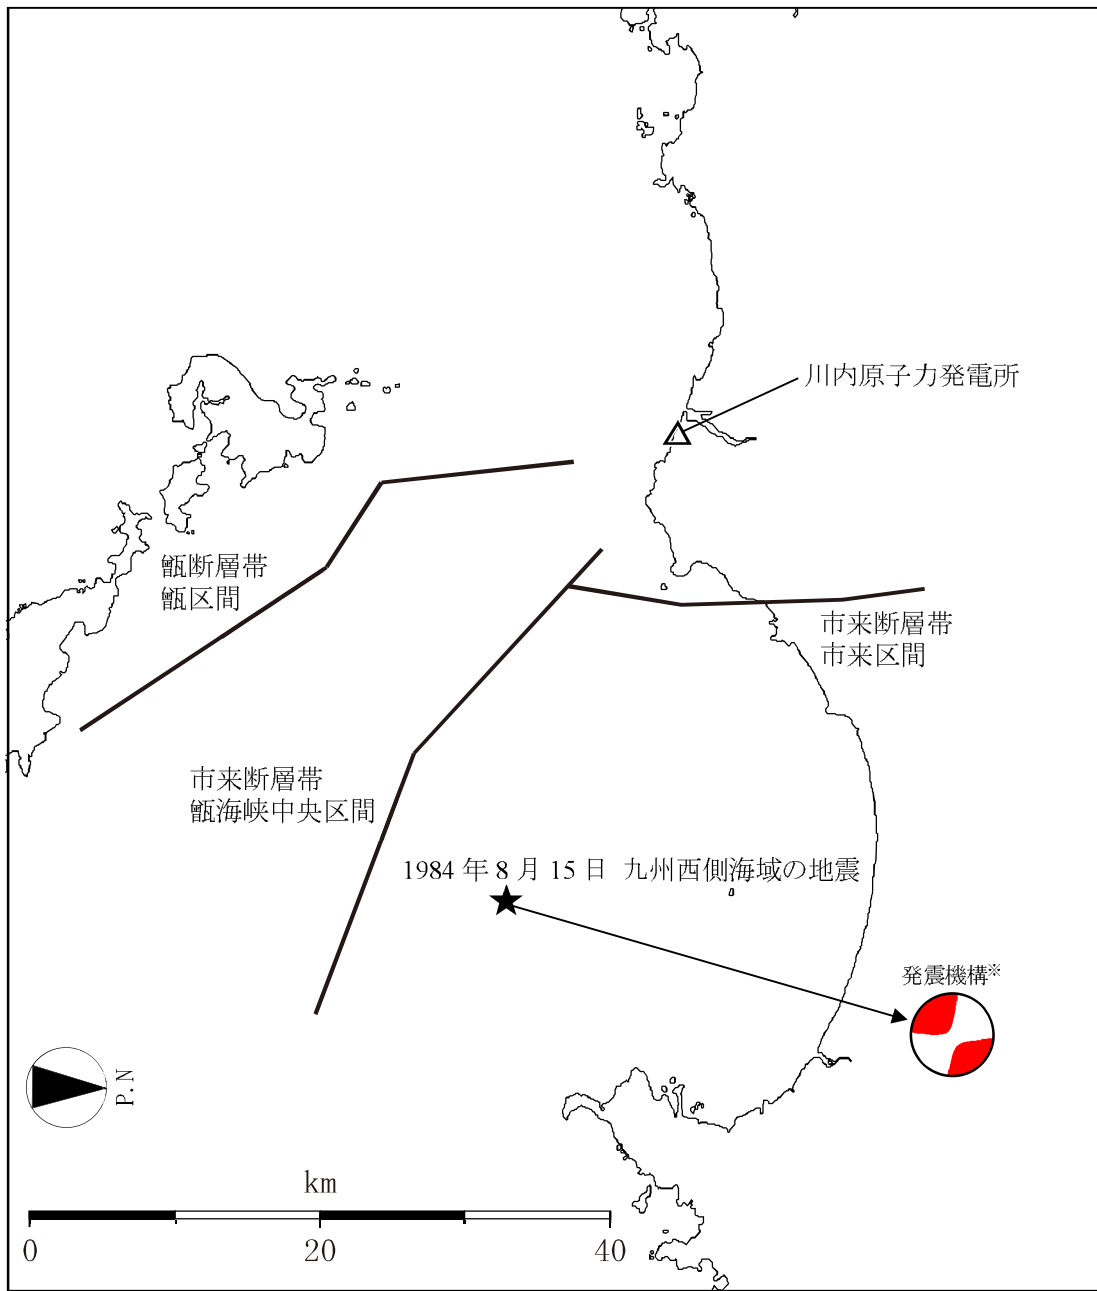 川内原子力発電所
甑断層帯
甑区間
市来断層帯
市来区間
市来断層帯
甑海峡中央区間
1984 年 8 月 15 日 九州西側海域の地震
発震機構※
P.N
km
0 20 40